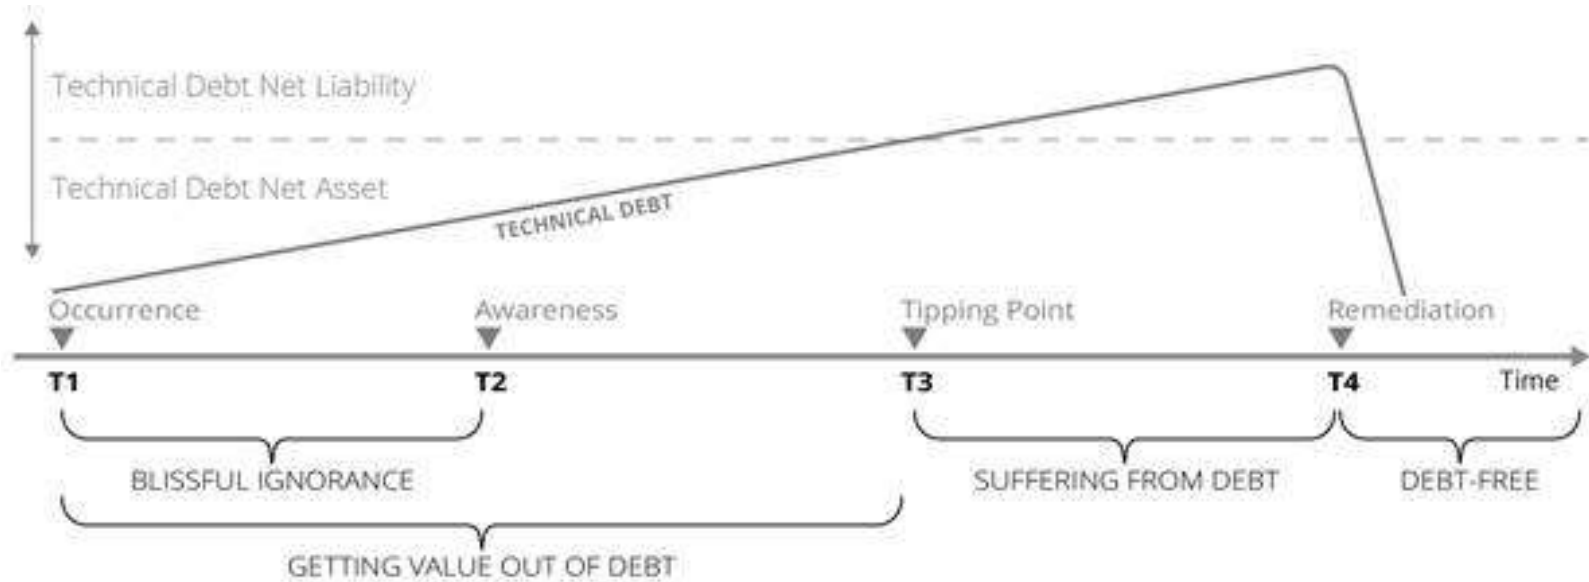 Technical Debt Net Liability
Technical Debt Net Asset
TECHNICAL DEBT
Occurrence
Awareness
Tipping Point
Remediation
T1
T2
T3
T4
Time
BLISSFUL IGNORANCE
SUFFERING FROM DEBT
DEBT-FREE
GETTING VALUE OUT OF DEBT